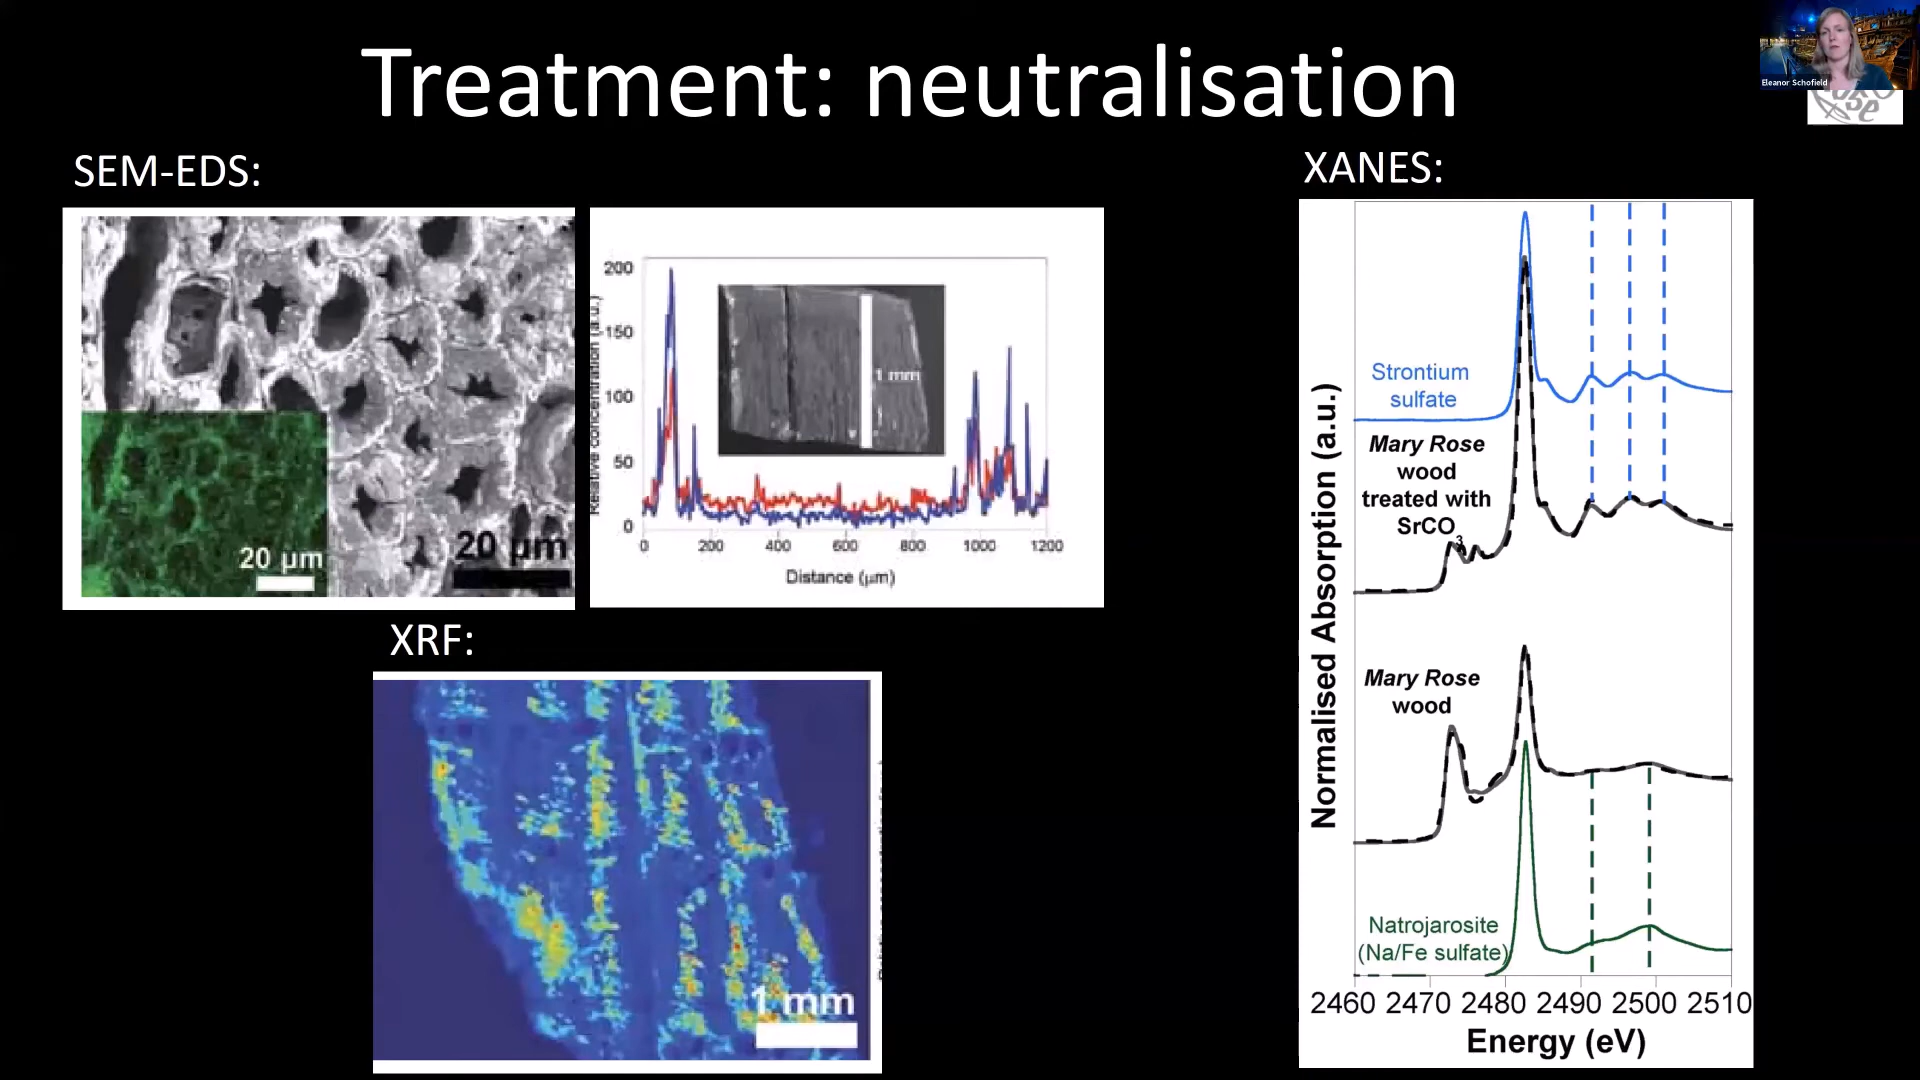 Treatment: neutralisation
Eleanor Schofield
SEM-EDS:
XANES:
20 µm
20 µm
Relative concentration (a.u.)
200
150
100
50
0
1 mm
0 200 400 600 800 1000 1200
Distance (µm)
XRF:
1 mm
Normalised Absorption (a.u.)
Strontium
sulfate
Mary Rose
wood
treated with
SrCO3
Mary Rose
wood
Natrojarosite
(Na/Fe sulfate)
2460 2470 2480 2490 2500 2510
Energy (eV)